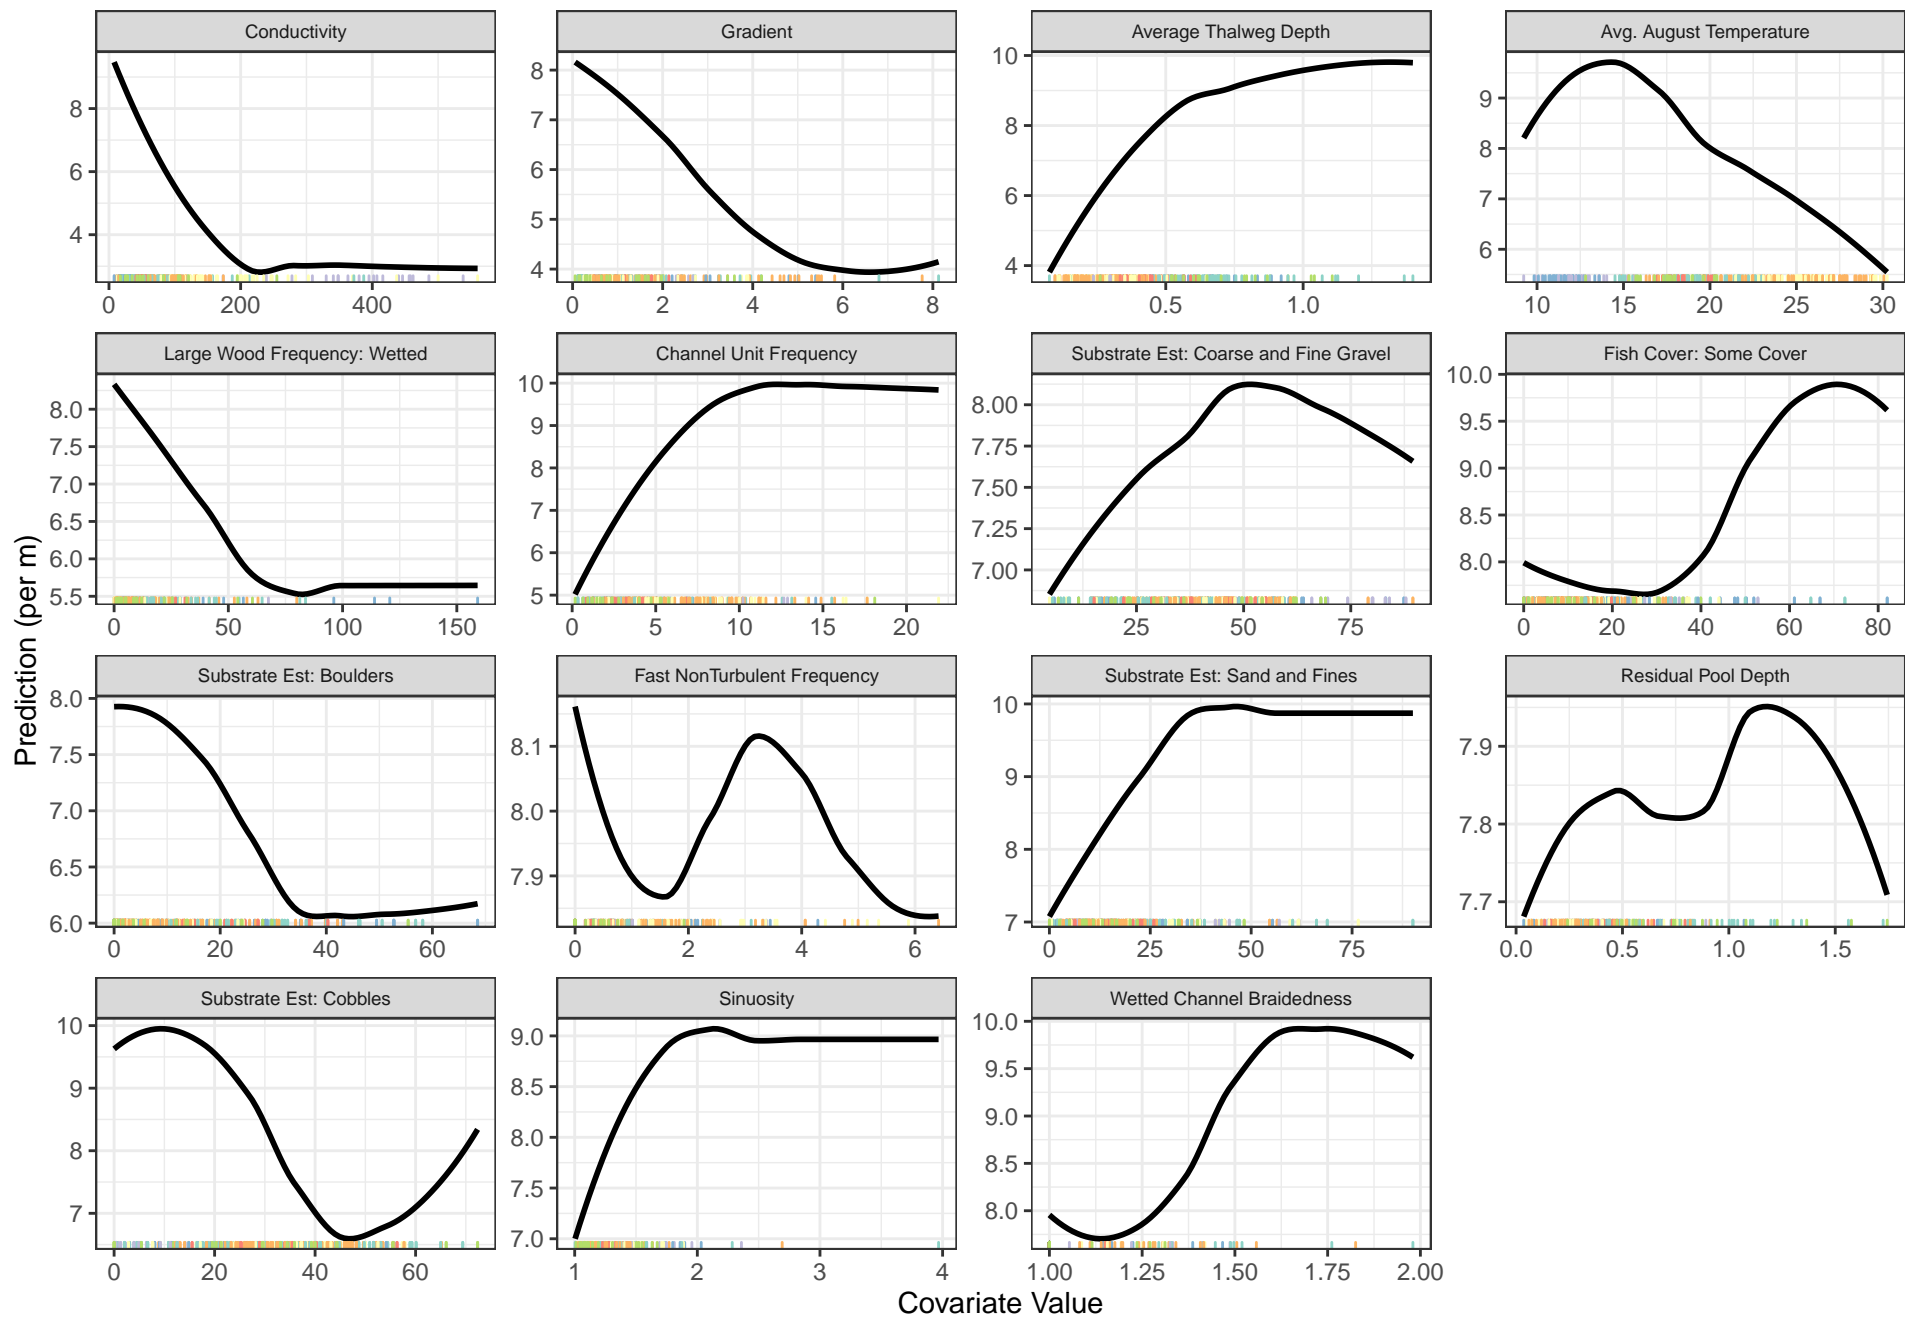 Conductivity
Gradient
Average Thalweg Depth
Avg. August Temperature
8
6
4
0 200 400
8
7
6
5
4
0 2 4 6 8
10
8
6
4
0.5 1.0
9
8
7
6
10 15 20 25 30
Large Wood Frequency: Wetted
Channel Unit Frequency
Substrate Est: Coarse and Fine Gravel
Fish Cover: Some Cover
8.0
7.5
7.0
6.5
6.0
5.5
0 50 100 150
10
9
8
7
6
5
0 5 10 15 20
8.00
7.75
7.50
7.25
7.00
25 50 75
10.0
9.5
9.0
8.5
8.0
0 20 40 60 80
Prediction (per m)
Substrate Est: Boulders
Fast NonTurbulent Frequency
Substrate Est: Sand and Fines
Residual Pool Depth
8.0
7.5
7.0
6.5
6.0
0 20 40 60
8.1
8.0
7.9
0 2 4 6
10
9
8
7
0 25 50 75
7.9
7.8
7.7
0.0 0.5 1.0 1.5
Substrate Est: Cobbles
Sinuosity
Wetted Channel Braidedness
10
9
8
7
0 20 40 60
9.0
8.5
8.0
7.5
7.0
1 2 3 4
10.0
9.5
9.0
8.5
8.0
1.00 1.25 1.50 1.75 2.00
Covariate Value